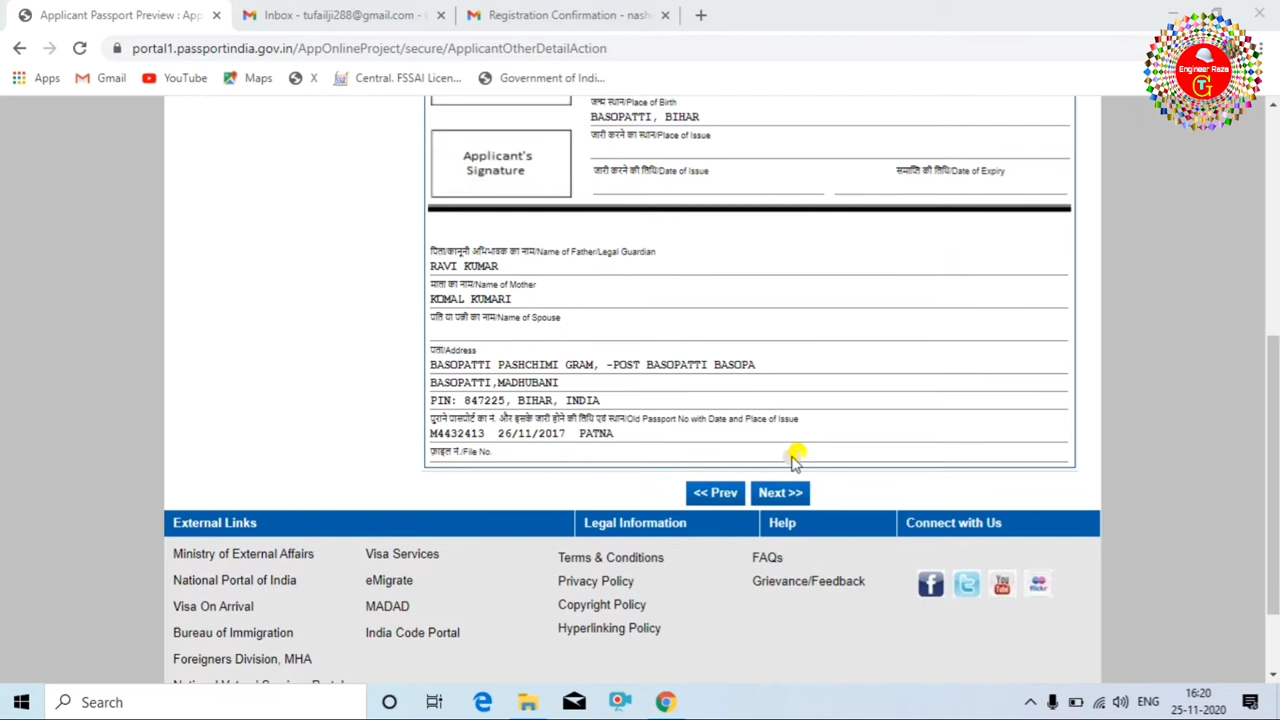 Applicant Passport Preview : App
Inbox - tufailji288@gmail.com -
Registration Confirmation - nash
portal1.passportindia.gov.in/AppOnlineProject/secure/ApplicantOtherDetailAction
Apps
Gmail
YouTube
Maps
X
Central. FSSAI Licen...
Government of Indi...
Engineer Raza
T G
जन्म स्थान/Place of Birth
BASOPATTI, BIHAR
जारी करने का स्थान/Place of Issue
Applicant's
Signature
जारी करने की तिथि/Date of Issue
समाप्ति की तिथि/Date of Expiry
पिता/कानूनी अभिभावक का नाम/Name of Father/Legal Guardian
RAVI KUMAR
माता का नाम/Name of Mother
KOMAL KUMARI
पति या पत्नी का नाम/Name of Spouse
पता/Address
BASOPATTI PASHCHIMI GRAM, -POST BASOPATTI BASOPA
BASOPATTI,MADHUBANI
PIN: 847225, BIHAR, INDIA
पुराने पासपोर्ट का नं. और इसके जारी होने की तिथि एवं स्थान/Old Passport No with Date and Place of Issue
M4432413 26/11/2017 PATNA
फ़ाइल नं./File No.
<< Prev
Next >>
External Links
Legal Information
Help
Connect with Us
Ministry of External Affairs
Visa Services
Terms & Conditions
FAQs
National Portal of India
eMigrate
Privacy Policy
Grievance/Feedback
Visa On Arrival
MADAD
Copyright Policy
Bureau of Immigration
India Code Portal
Hyperlinking Policy
Foreigners Division, MHA
Search
ENG
16:20
25-11-2020